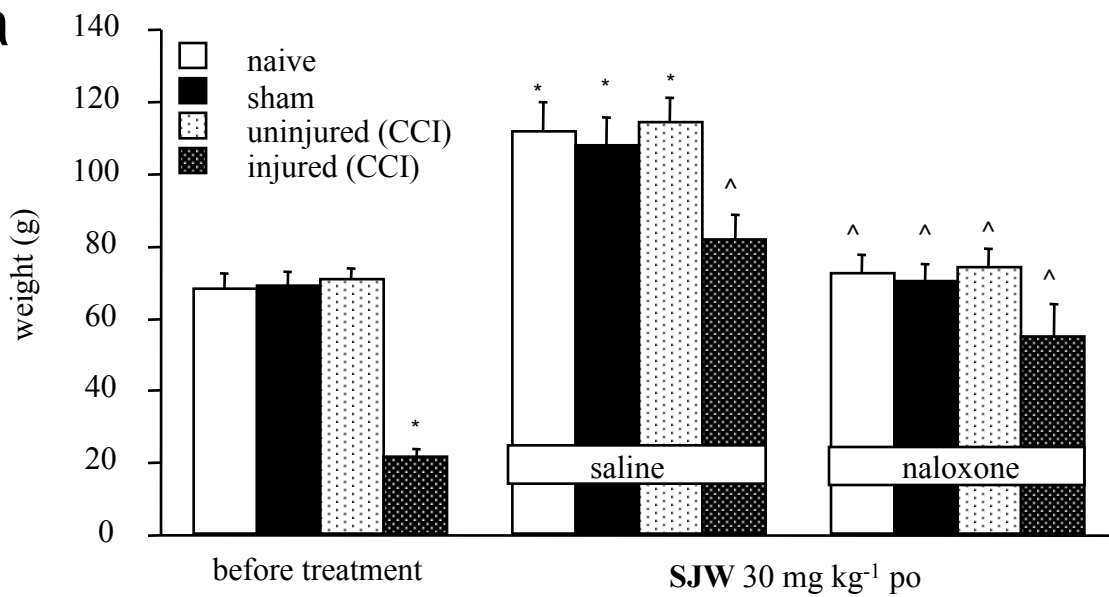 a
140
120
100
80
60
40
20
0
weight (g)
naive
sham
uninjured (CCI)
injured (CCI)
*
* * *
^
^ ^ ^
^
saline
naloxone
before treatment
SJW 30 mg kg⁻¹ po